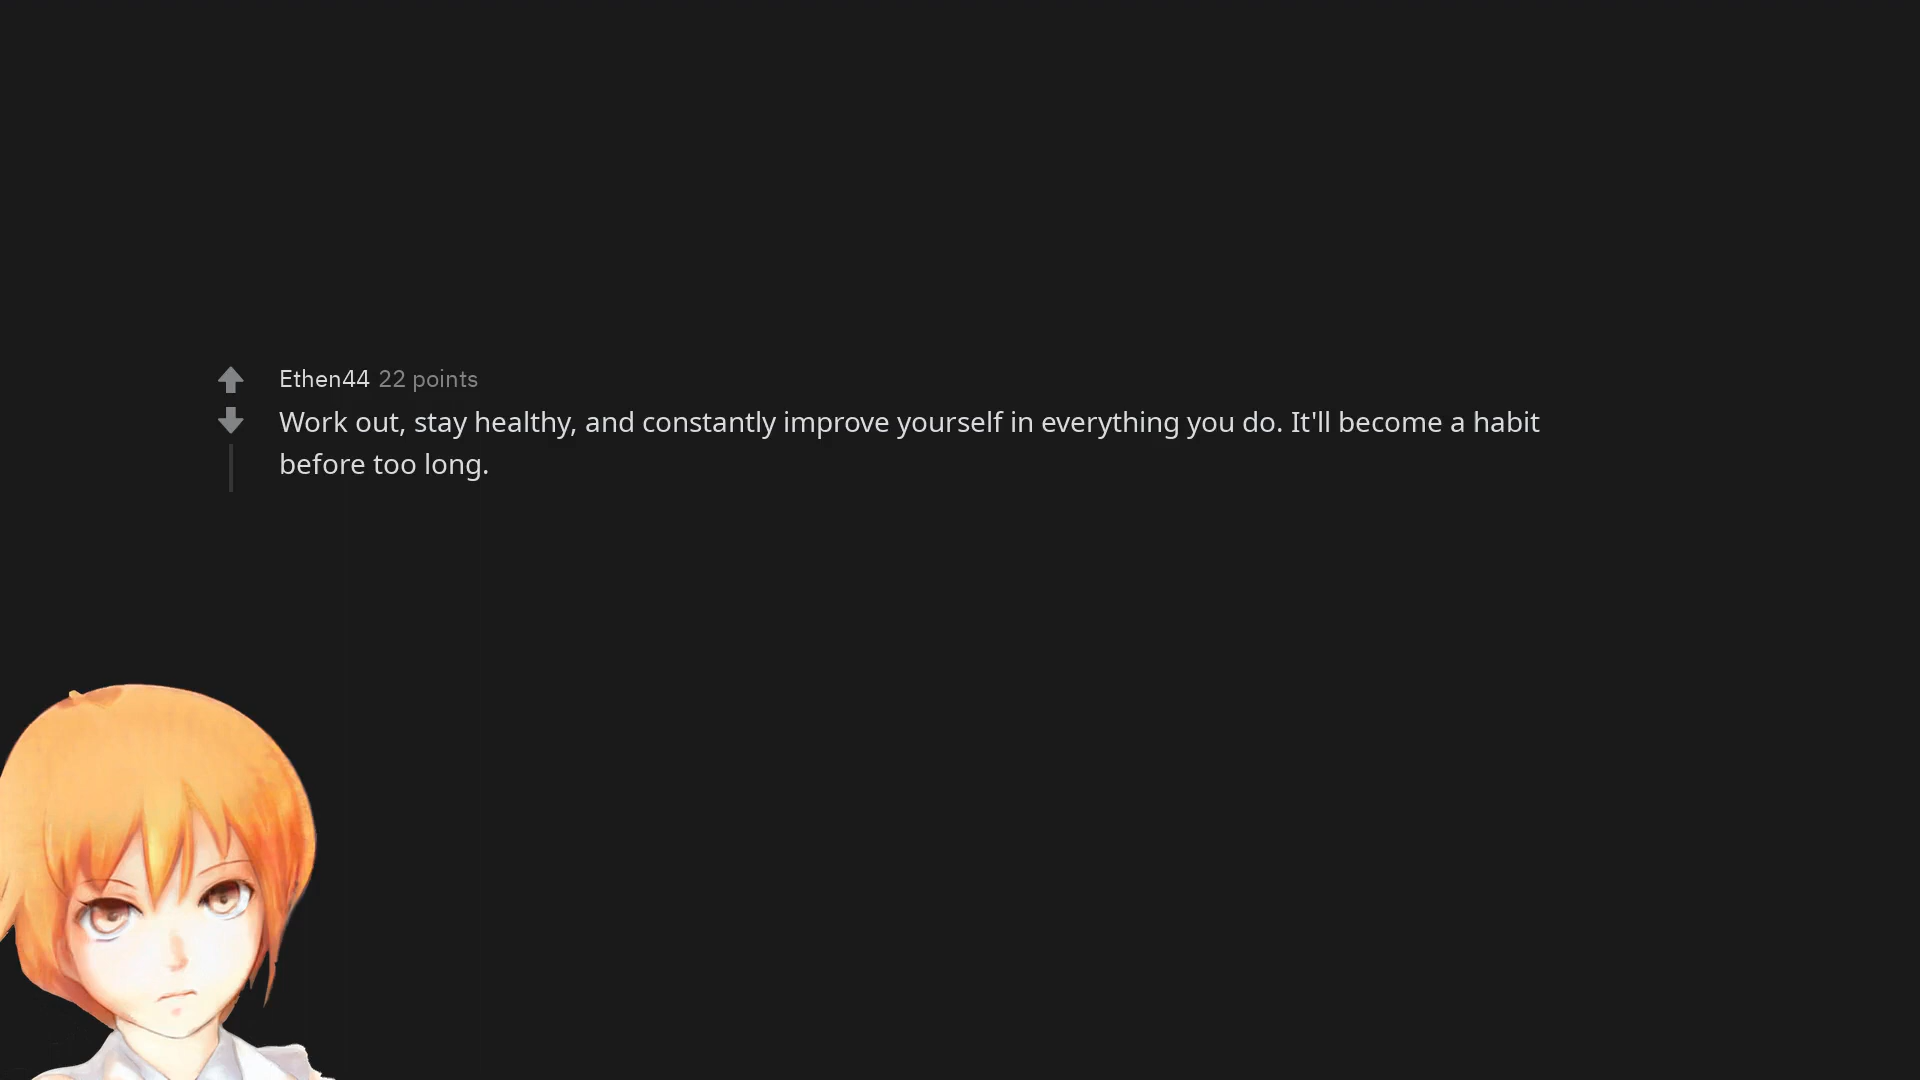 Ethen44 22 points
Work out, stay healthy, and constantly improve yourself in everything you do. It'll become a habit
before too long.